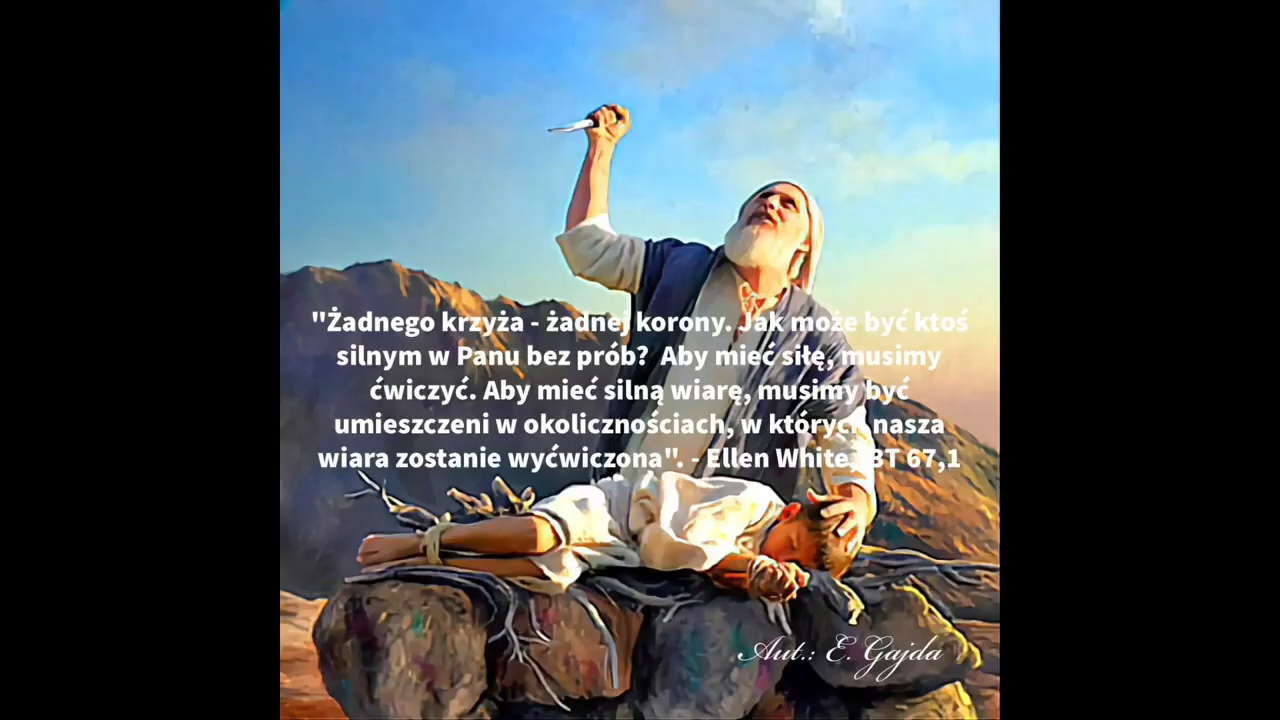 "Żadnego krzyża - żadnej korony. Jak może być ktoś
silnym w Panu bez prób?  Aby mieć siłę, musimy
ćwiczyć. Aby mieć silną wiarę, musimy być
umieszczeni w okolicznościach, w których nasza
wiara zostanie wyćwiczona". - Ellen White, 3T 67,1
Aut.: E. Gajda